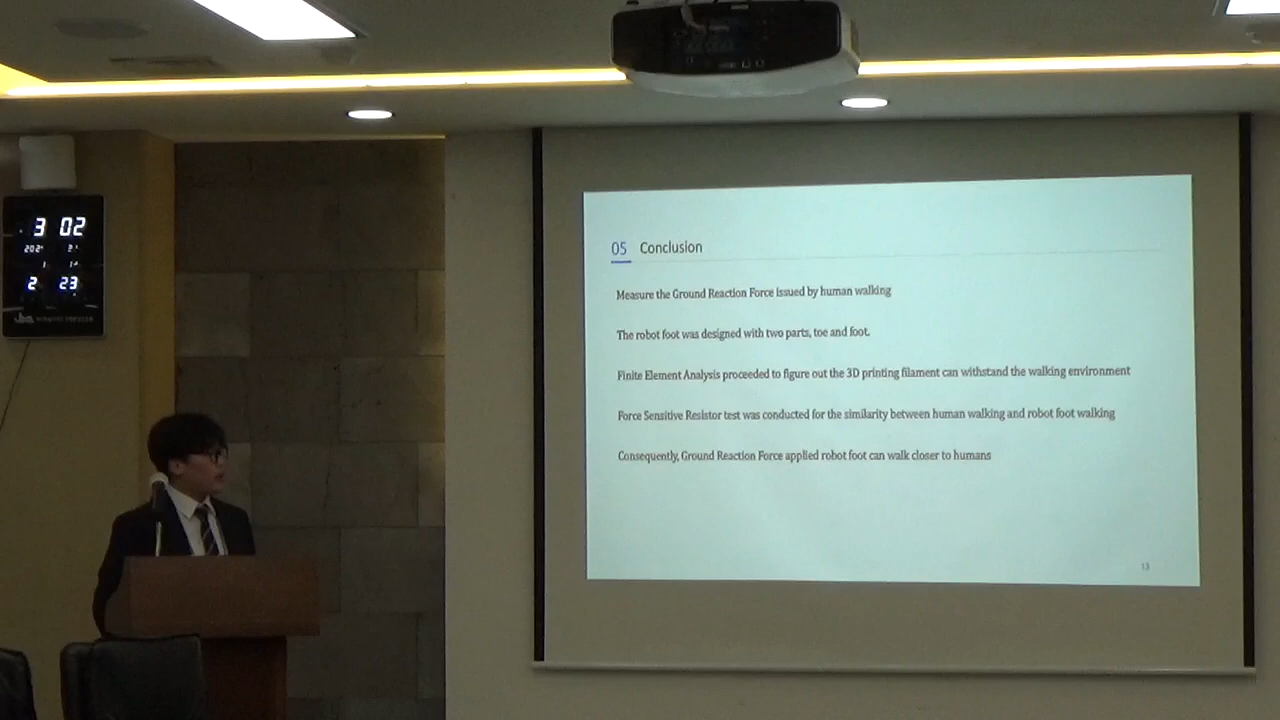 3 02
2 23
05 Conclusion
Measure the Ground Reaction Force issued by human walking
The robot foot was designed with two parts, toe and foot.
Finite Element Analysis proceeded to figure out the 3D printing filament can withstand the walking environment
Force Sensitive Resistor test was conducted for the similarity between human walking and robot foot walking
Consequently, Ground Reaction Force applied robot foot can walk closer to humans
13